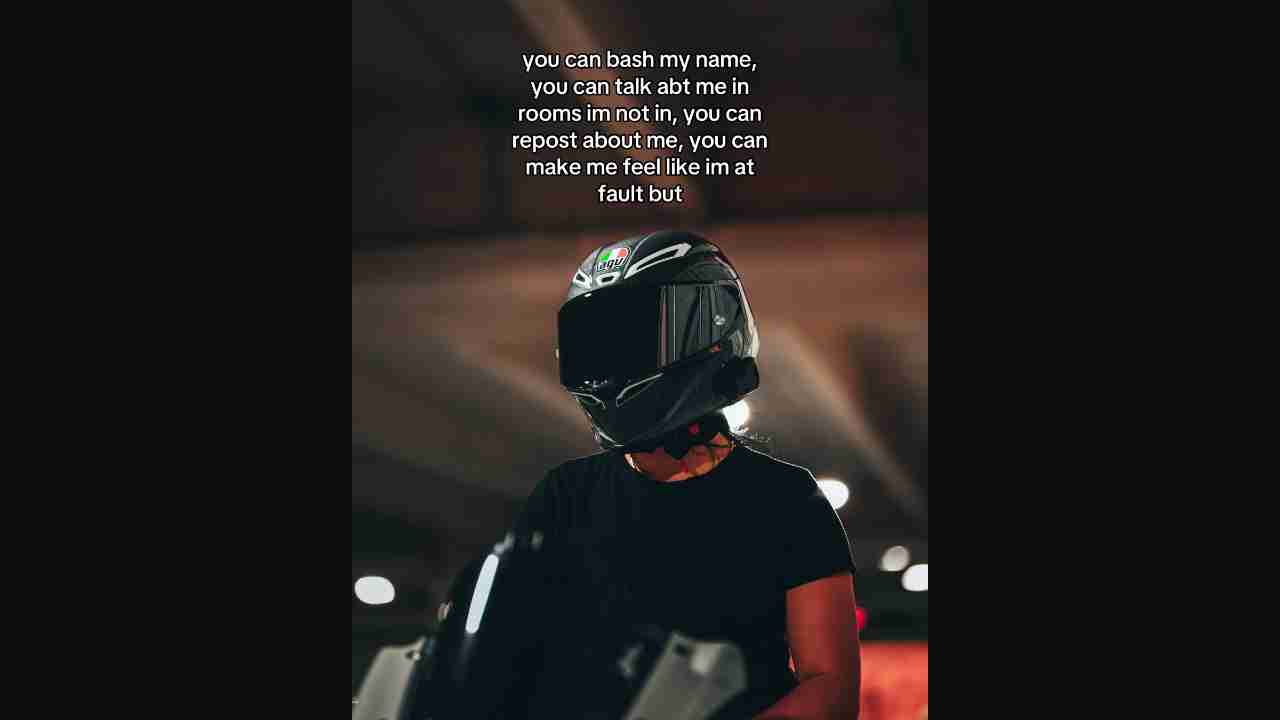 you can bash my name,
you can talk abt me in
rooms im not in, you can
repost about me, you can
make me feel like im at
fault but
AGV